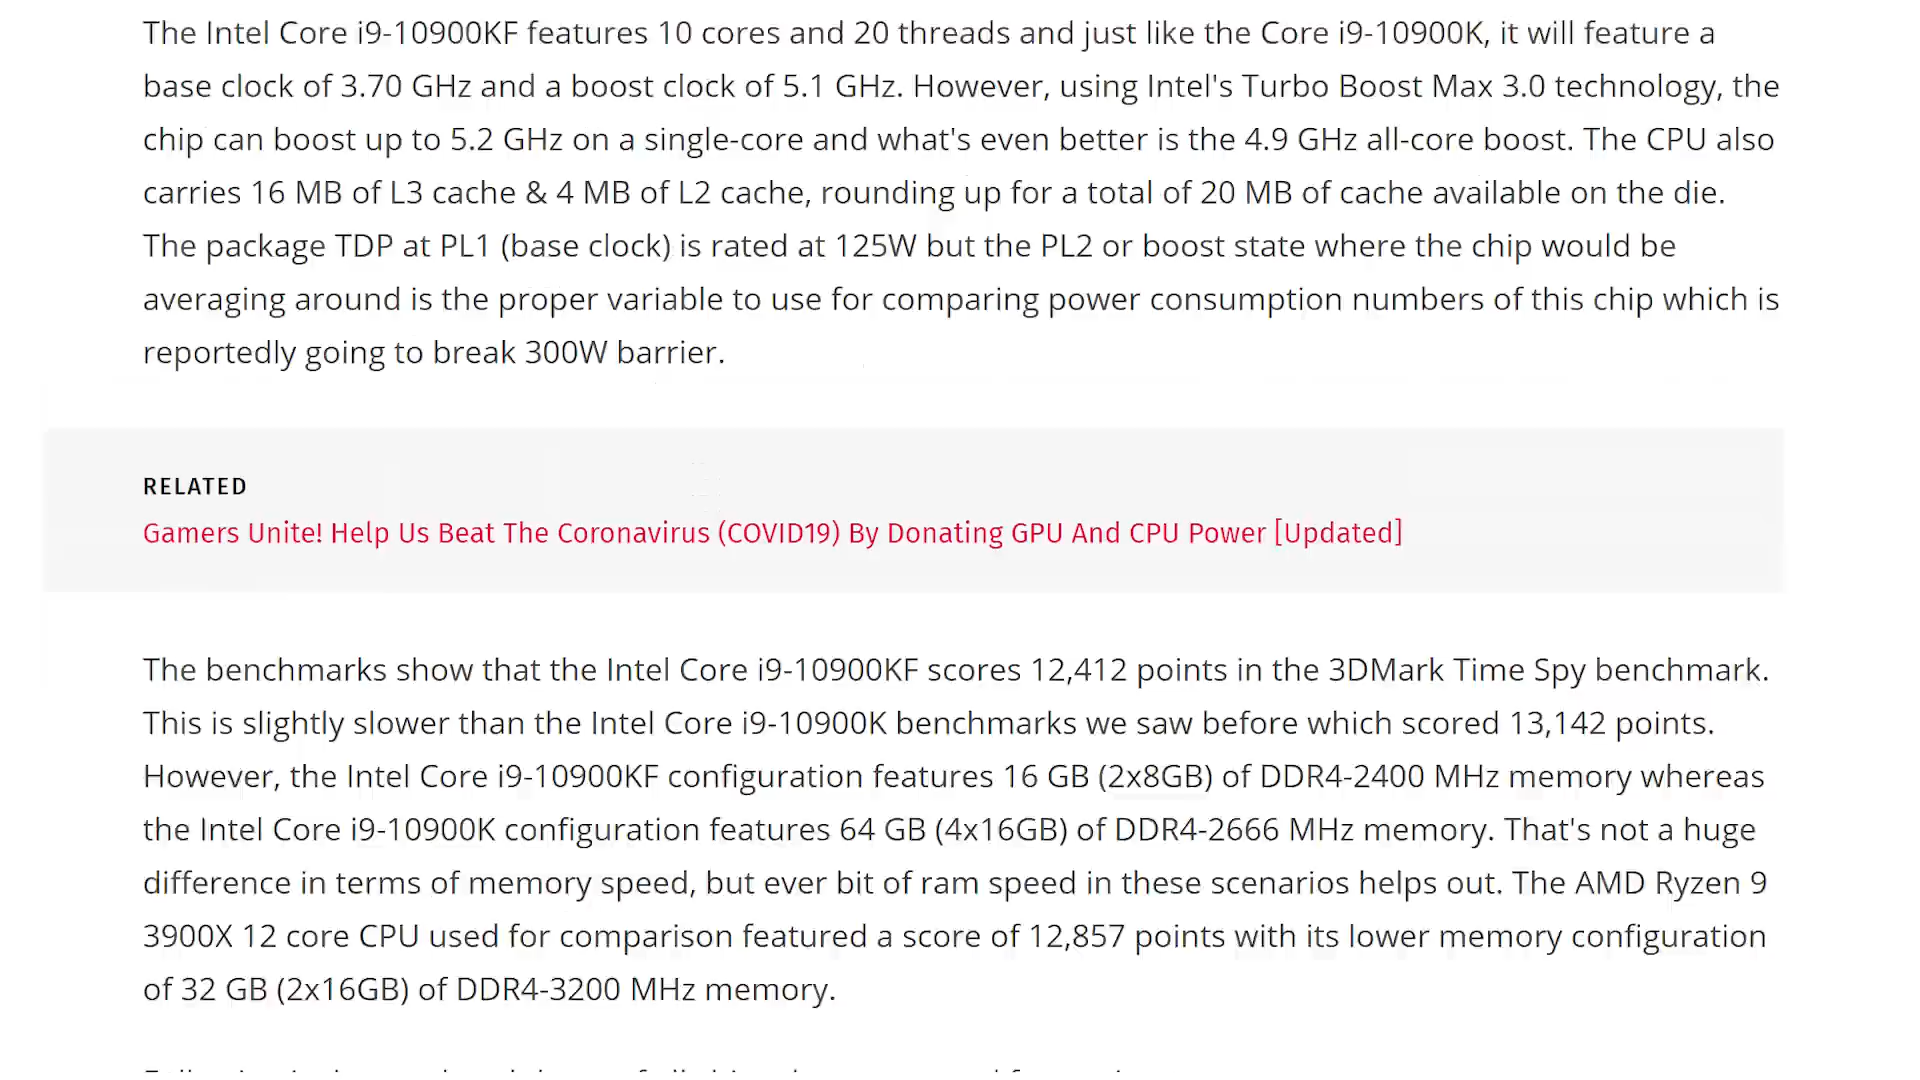 The Intel Core i9-10900KF features 10 cores and 20 threads and just like the Core i9-10900K, it will feature a
base clock of 3.70 GHz and a boost clock of 5.1 GHz. However, using Intel's Turbo Boost Max 3.0 technology, the
chip can boost up to 5.2 GHz on a single-core and what's even better is the 4.9 GHz all-core boost. The CPU also
carries 16 MB of L3 cache & 4 MB of L2 cache, rounding up for a total of 20 MB of cache available on the die.
The package TDP at PL1 (base clock) is rated at 125W but the PL2 or boost state where the chip would be
averaging around is the proper variable to use for comparing power consumption numbers of this chip which is
reportedly going to break 300W barrier.
RELATED
Gamers Unite! Help Us Beat The Coronavirus (COVID19) By Donating GPU And CPU Power [Updated]
The benchmarks show that the Intel Core i9-10900KF scores 12,412 points in the 3DMark Time Spy benchmark.
This is slightly slower than the Intel Core i9-10900K benchmarks we saw before which scored 13,142 points.
However, the Intel Core i9-10900KF configuration features 16 GB (2x8GB) of DDR4-2400 MHz memory whereas
the Intel Core i9-10900K configuration features 64 GB (4x16GB) of DDR4-2666 MHz memory. That's not a huge
difference in terms of memory speed, but ever bit of ram speed in these scenarios helps out. The AMD Ryzen 9
3900X 12 core CPU used for comparison featured a score of 12,857 points with its lower memory configuration
of 32 GB (2x16GB) of DDR4-3200 MHz memory.